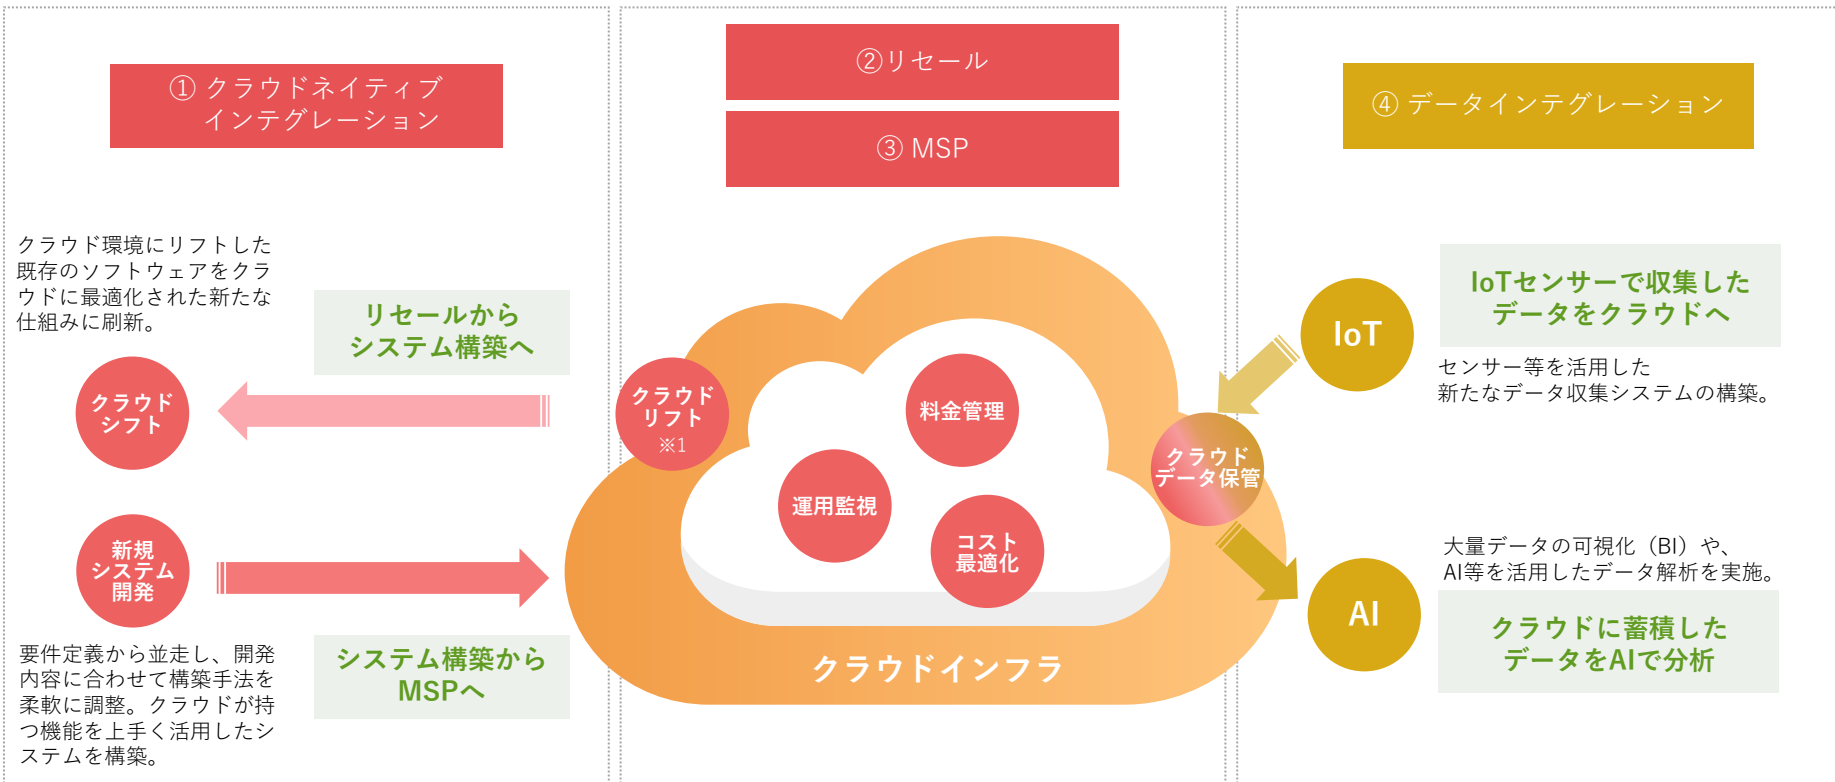 ① クラウドネイティブ
インテグレーション
クラウド環境にリフトした
既存のソフトウェアをクラ
ウドに最適化された新たな
仕組みに刷新。
リセールから
システム構築へ
クラウド
シフト
新規
システム
開発
要件定義から並走し、開発
内容に合わせて構築手法を
柔軟に調整。クラウドが持
つ機能を上手く活用したシ
ステムを構築。
システム構築から
MSPへ
②リセール
③ MSP
クラウド
リフト
※1
料金管理
運用監視
コスト
最適化
クラウド
データ保管
クラウドインフラ
④ データインテグレーション
IoT
IoTセンサーで収集した
データをクラウドへ
センサー等を活用した
新たなデータ収集システムの構築。
大量データの可視化（BI）や、
AI等を活用したデータ解析を実施。
AI
クラウドに蓄積した
データをAIで分析